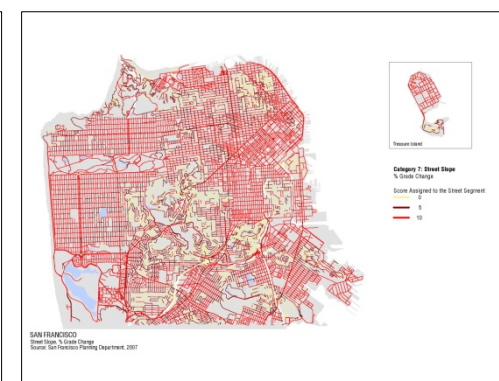 Treasure Island
Category 7: Street Slope
% Grade Change
Score Assigned to the Street Segment
0
5
10
SAN FRANCISCO
Street Slope, % Grade Change
Source: San Francisco Planning Department, 2007